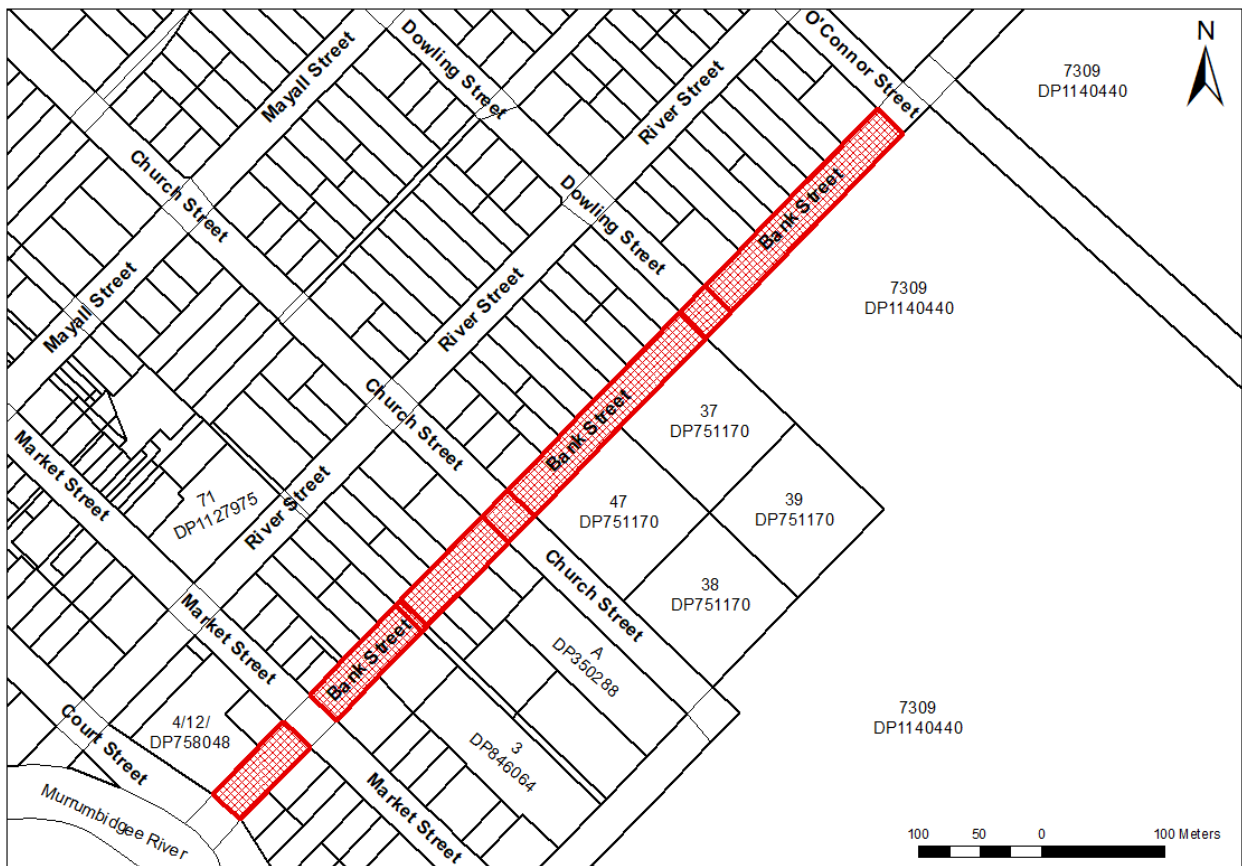 O'Connor Street
N
Dowling Street
7309
DP1140440
Mayall Street
River Street
Church Street
Bank Street
Dowling Street
7309
DP1140440
Mayall Street
River Street
Church Street
Bank Street
37
DP751170
Market Street
71
DP1127975
River Street
47
DP751170
39
DP751170
Church Street
38
DP751170
Market Street
Bank Street
A
DP350288
Court Street
4/12/
DP758048
3
DP846064
7309
DP1140440
Market Street
Murrumbidgee River
100 50 0 100 Meters